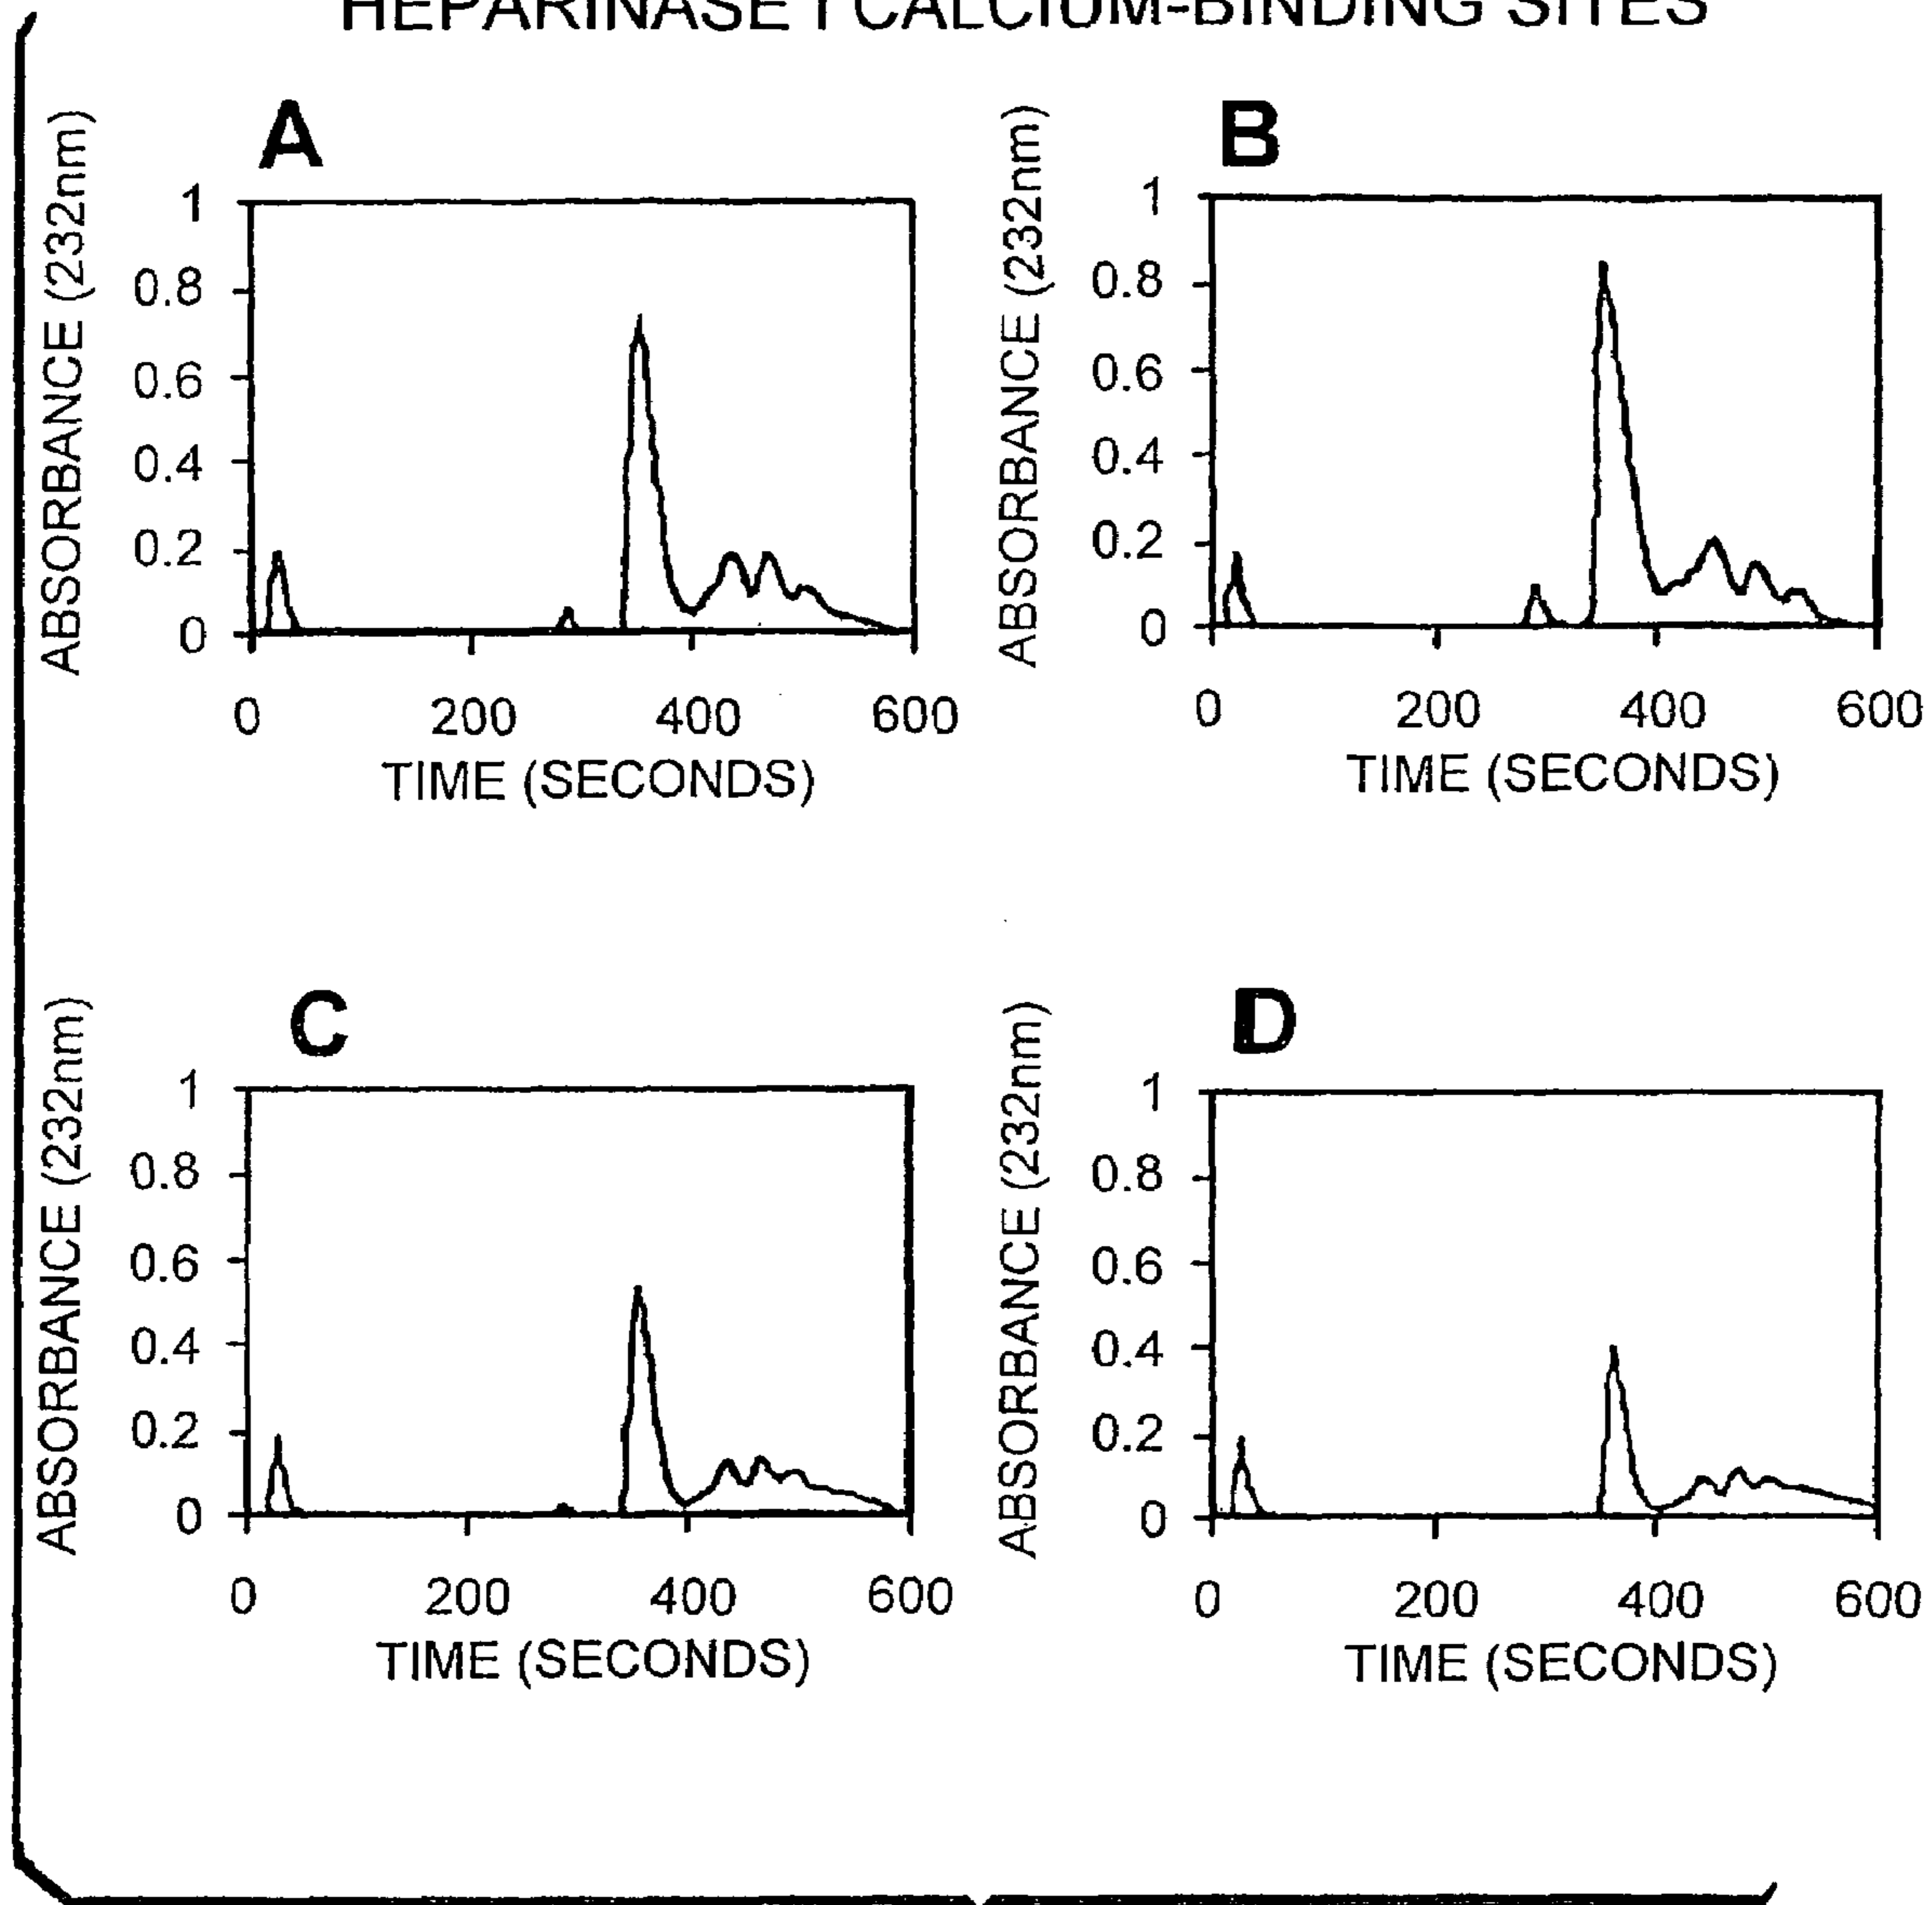 HEPARINASE I CALCIUM-BINDING SITES
A
ABSORBANCE (232nm)
1
0.8
0.6
0.4
0.2
0
0 200 400 600
TIME (SECONDS)
B
ABSORBANCE (232nm)
1
0.8
0.6
0.4
0.2
0
0 200 400 600
TIME (SECONDS)
C
ABSORBANCE (232nm)
1
0.8
0.6
0.4
0.2
0
0 200 400 600
TIME (SECONDS)
D
ABSORBANCE (232nm)
1
0.8
0.6
0.4
0.2
0
0 200 400 600
TIME (SECONDS)